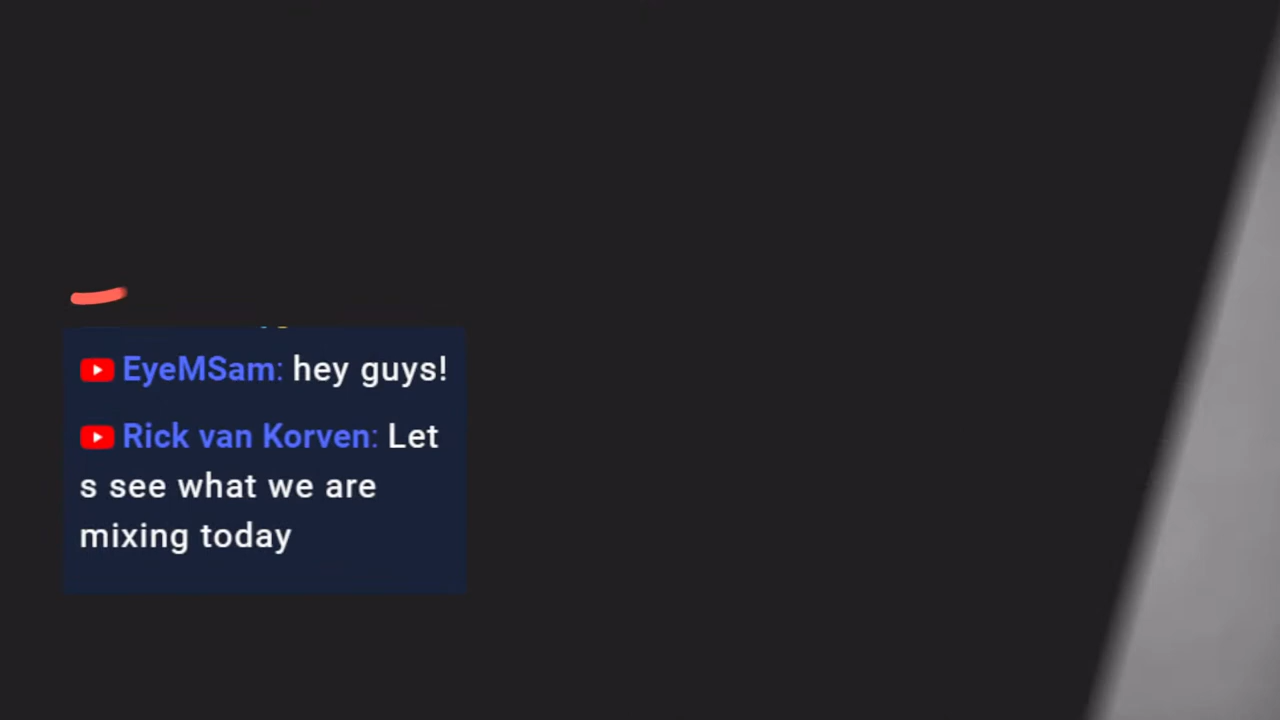 EyeMSam: hey guys!
Rick van Korven: Let
s see what we are
mixing today